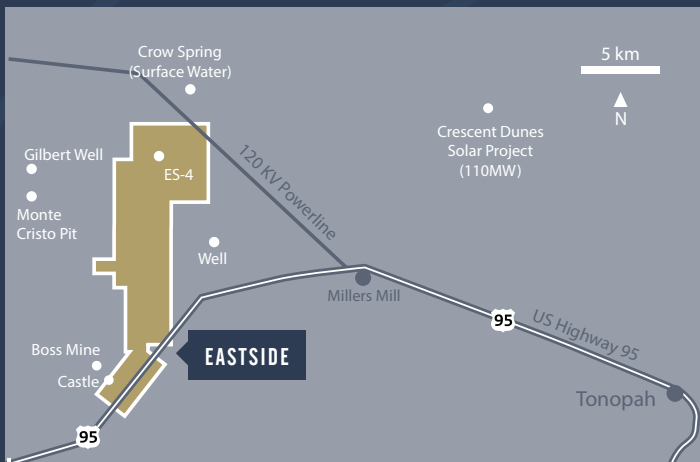 Crow Spring
(Surface Water)
5 km
N
Crescent Dunes
Solar Project
(110MW)
Gilbert Well
ES-4
120 KV Powerline
Monte
Cristo Pit
Well
Millers Mill
95
US Highway 95
Boss Mine
EASTSIDE
Castle
Tonopah
95